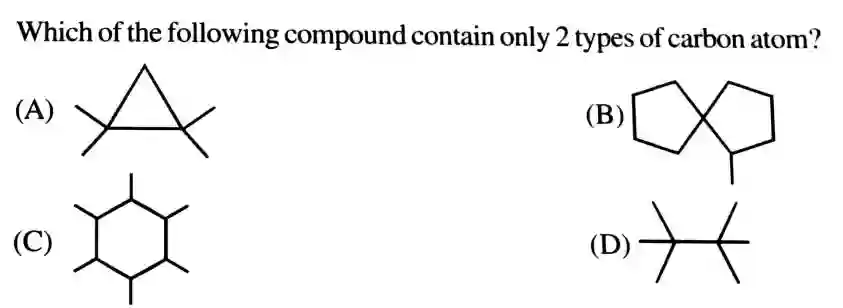 Which of the following compound contain only 2 types of carbon atom?
(A)
(B)
(C)
(D)